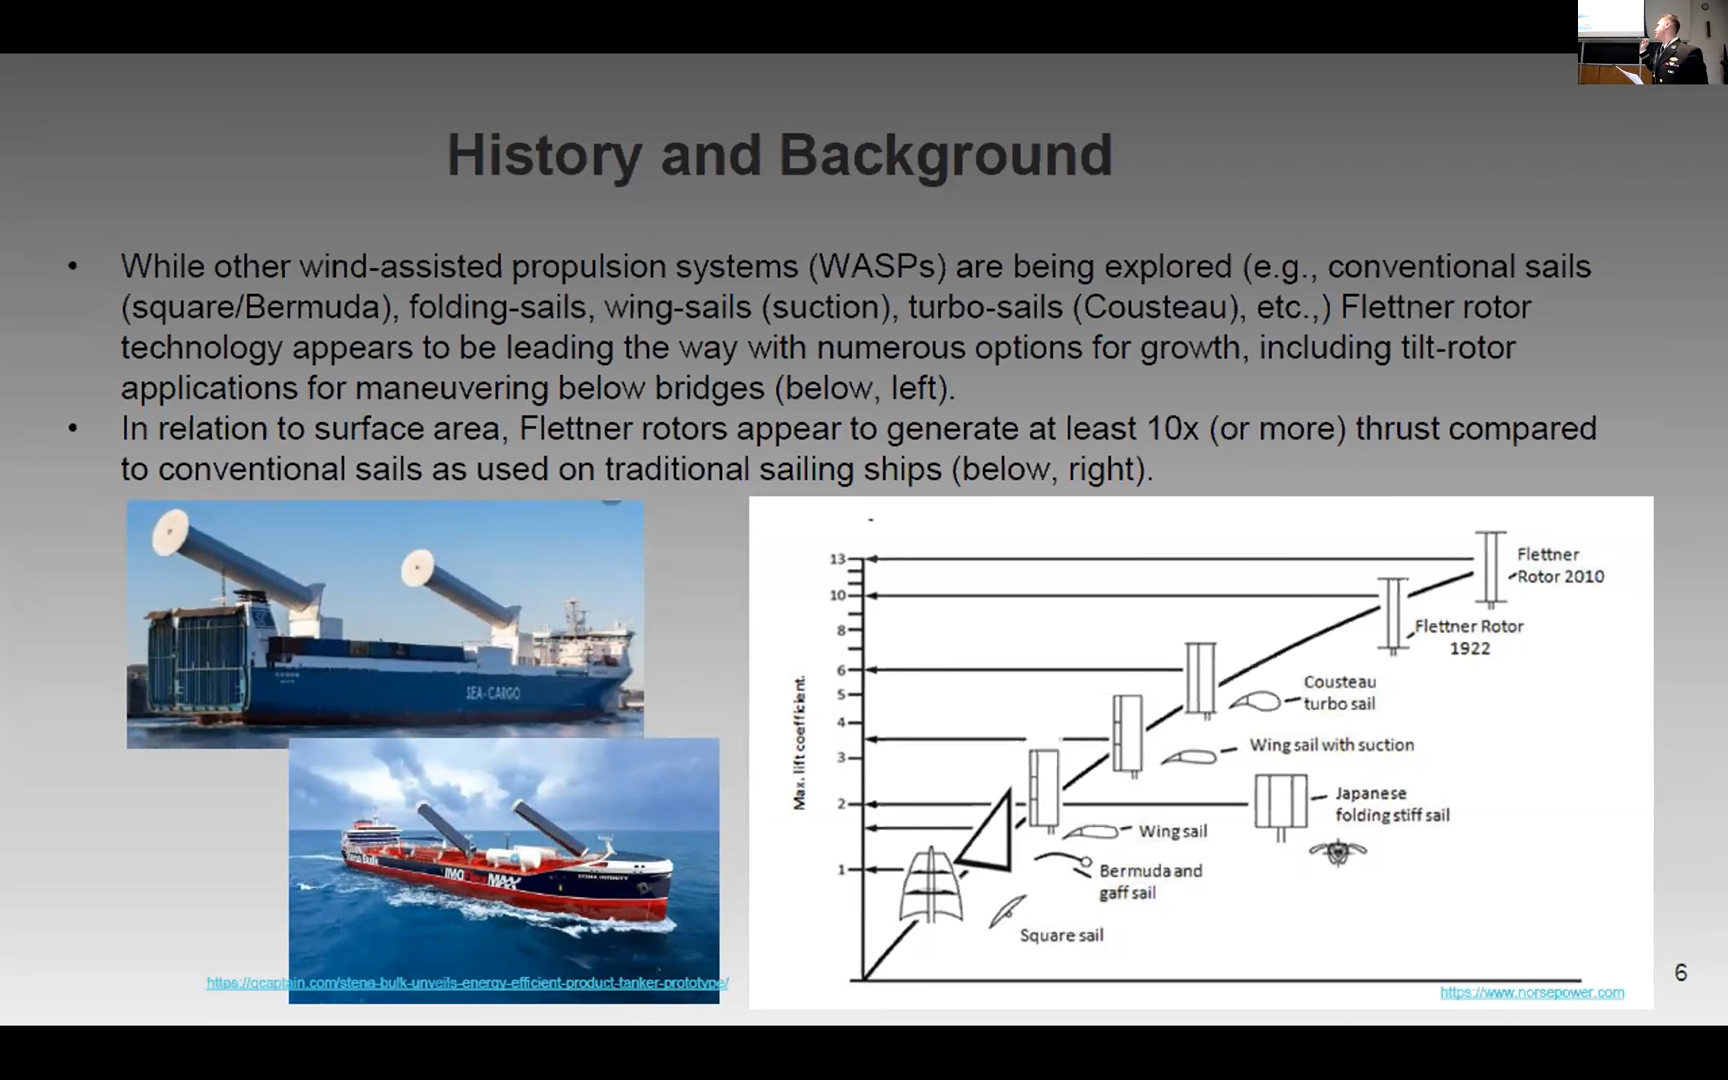 History and Background
• While other wind-assisted propulsion systems (WASPs) are being explored (e.g., conventional sails
(square/Bermuda), folding-sails, wing-sails (suction), turbo-sails (Cousteau), etc.,) Flettner rotor
technology appears to be leading the way with numerous options for growth, including tilt-rotor
applications for maneuvering below bridges (below, left).
• In relation to surface area, Flettner rotors appear to generate at least 10x (or more) thrust compared
to conventional sails as used on traditional sailing ships (below, right).
SEA-CARGO
Stena Bulk
IMO
MAX
https://gcaptain.com/stena-bulk-unveils-energy-efficient-product-tanker-prototype/
Max. lift coefficient.
13
10
8
6
5
4
3
2
1
Flettner
Rotor 2010
Flettner Rotor
1922
Cousteau
turbo sail
Wing sail with suction
Japanese
folding stiff sail
Wing sail
Bermuda and
gaff sail
Square sail
https://www.norsepower.com
6